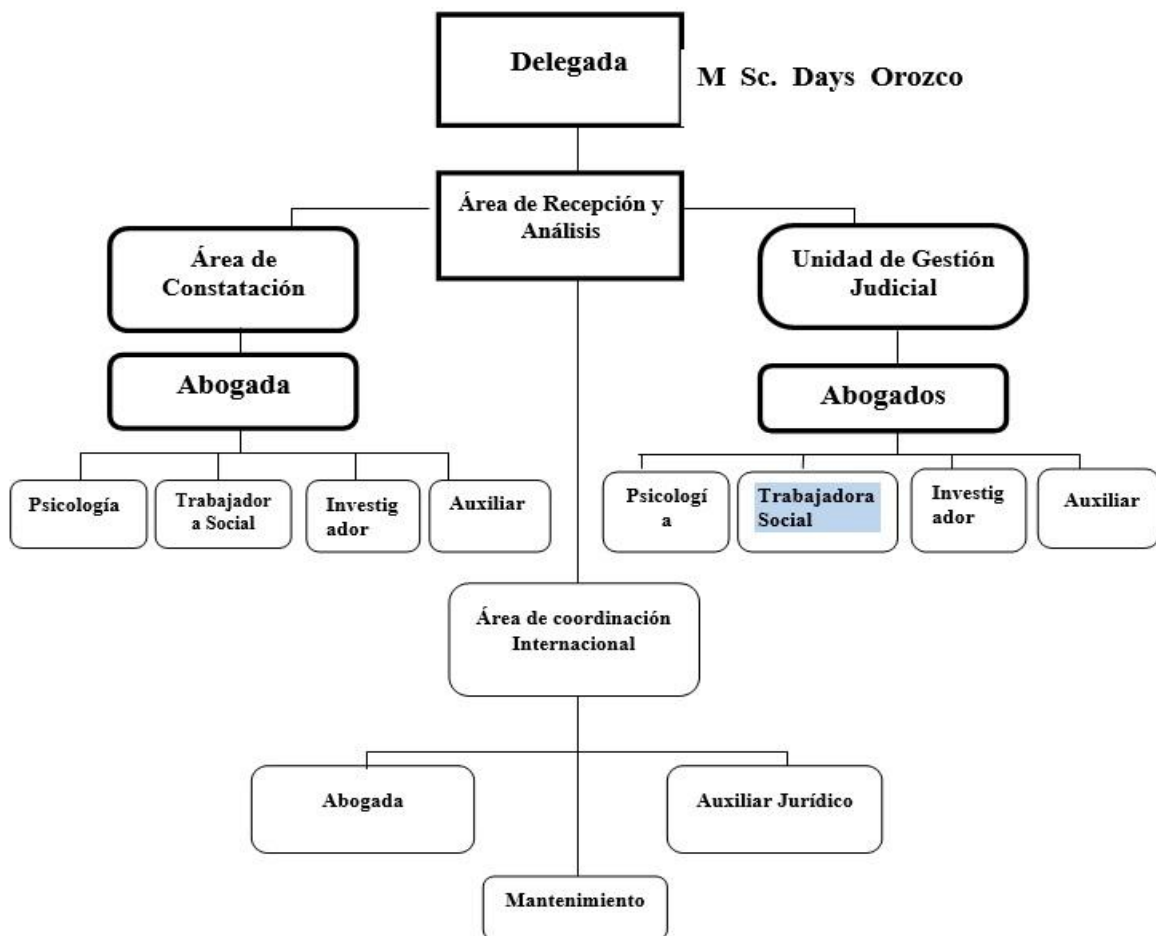 Delegada
M Sc. Days Orozco
Área de Recepción y
Análisis
Área de
Constatación
Unidad de Gestión
Judicial
Abogada
Abogados
Psicología
Trabajador
a Social
Investig
ador
Auxiliar
Psicologí
a
Trabajadora
Social
Investig
ador
Auxiliar
Área de coordinación
Internacional
Abogada
Auxiliar Jurídico
Mantenimiento